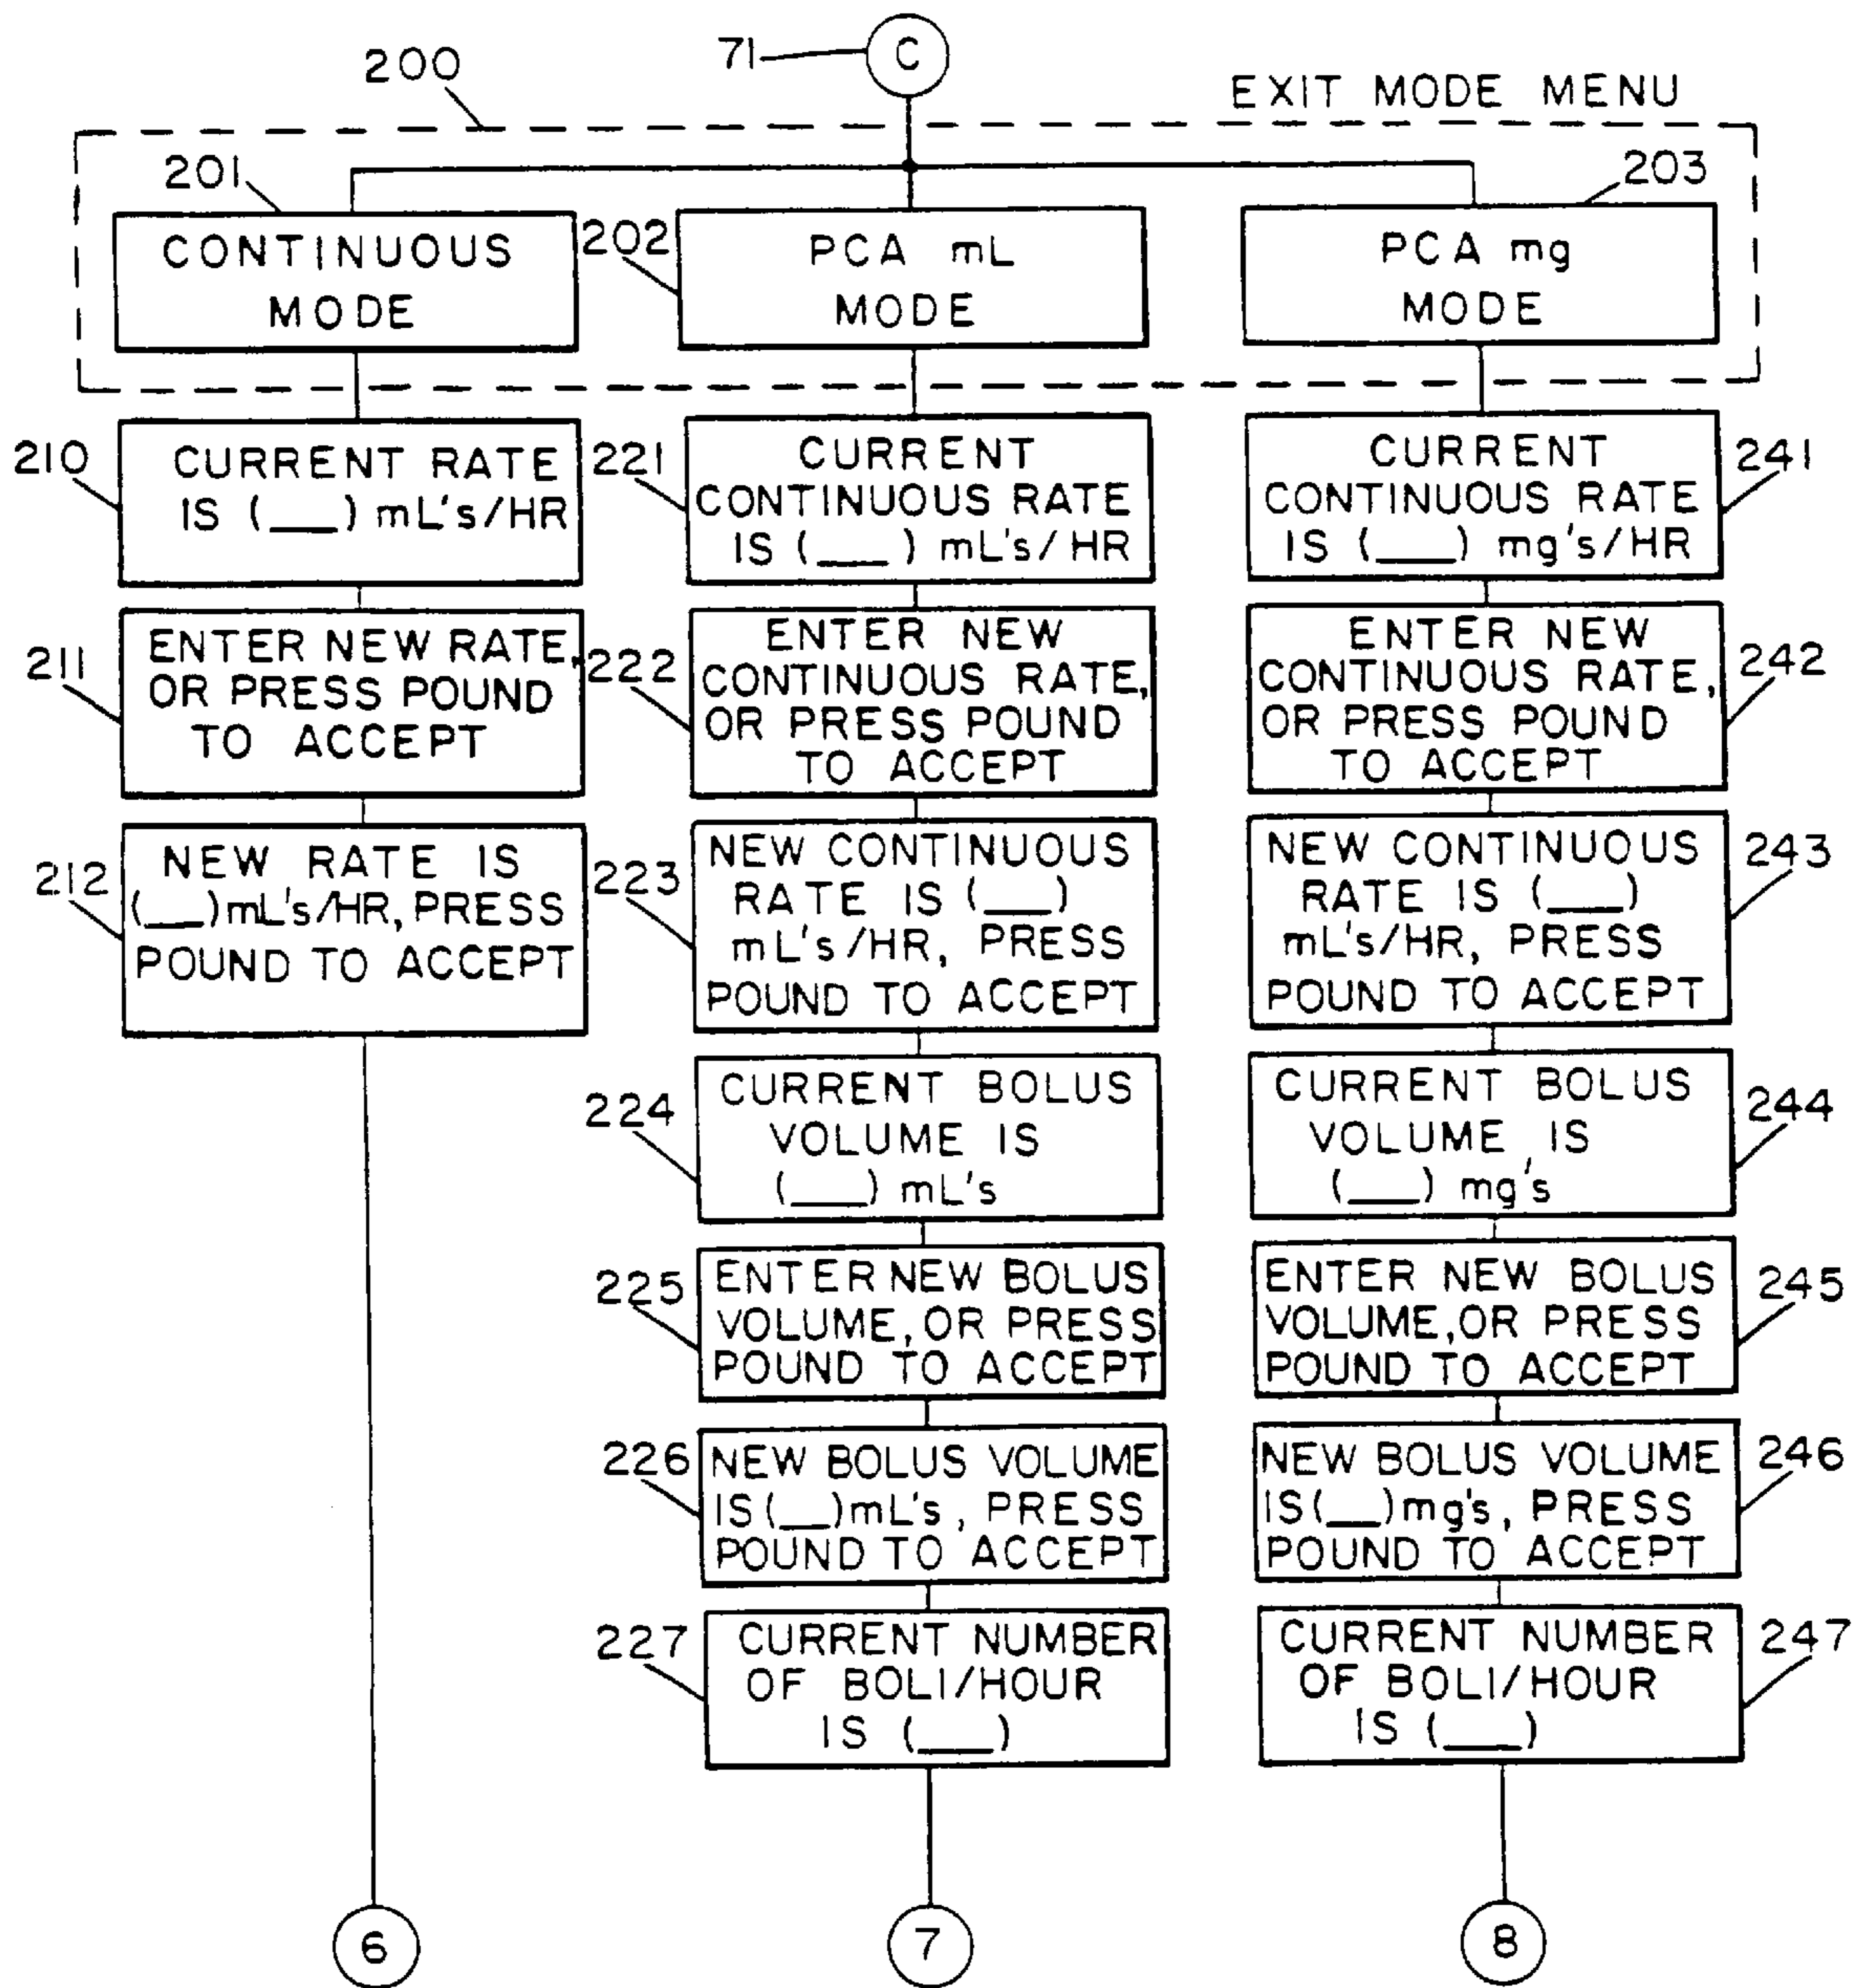 71
C
200
EXIT MODE MENU
201
CONTINUOUS
MODE
202
PCA mL
MODE
203
PCA mg
MODE
210
CURRENT RATE
IS (___) mL's/HR
211
ENTER NEW RATE,
OR PRESS POUND
TO ACCEPT
212
NEW RATE IS
(___) mL's/HR, PRESS
POUND TO ACCEPT
6
221
CURRENT
CONTINUOUS RATE
IS (___) mL's/HR
222
ENTER NEW
CONTINUOUS RATE,
OR PRESS POUND
TO ACCEPT
223
NEW CONTINUOUS
RATE IS (___)
mL's/HR, PRESS
POUND TO ACCEPT
224
CURRENT BOLUS
VOLUME IS
(___) mL's
225
ENTER NEW BOLUS
VOLUME, OR PRESS
POUND TO ACCEPT
226
NEW BOLUS VOLUME
IS (__) mL's, PRESS
POUND TO ACCEPT
227
CURRENT NUMBER
OF BOLI/HOUR
IS (___)
7
241
CURRENT
CONTINUOUS RATE
IS (___) mg's/HR
242
ENTER NEW
CONTINUOUS RATE,
OR PRESS POUND
TO ACCEPT
243
NEW CONTINUOUS
RATE IS (___)
mL's/HR, PRESS
POUND TO ACCEPT
244
CURRENT BOLUS
VOLUME IS
(___) mg's
245
ENTER NEW BOLUS
VOLUME, OR PRESS
POUND TO ACCEPT
246
NEW BOLUS VOLUME
IS (__) mg's, PRESS
POUND TO ACCEPT
247
CURRENT NUMBER
OF BOLI/HOUR
IS (___)
8